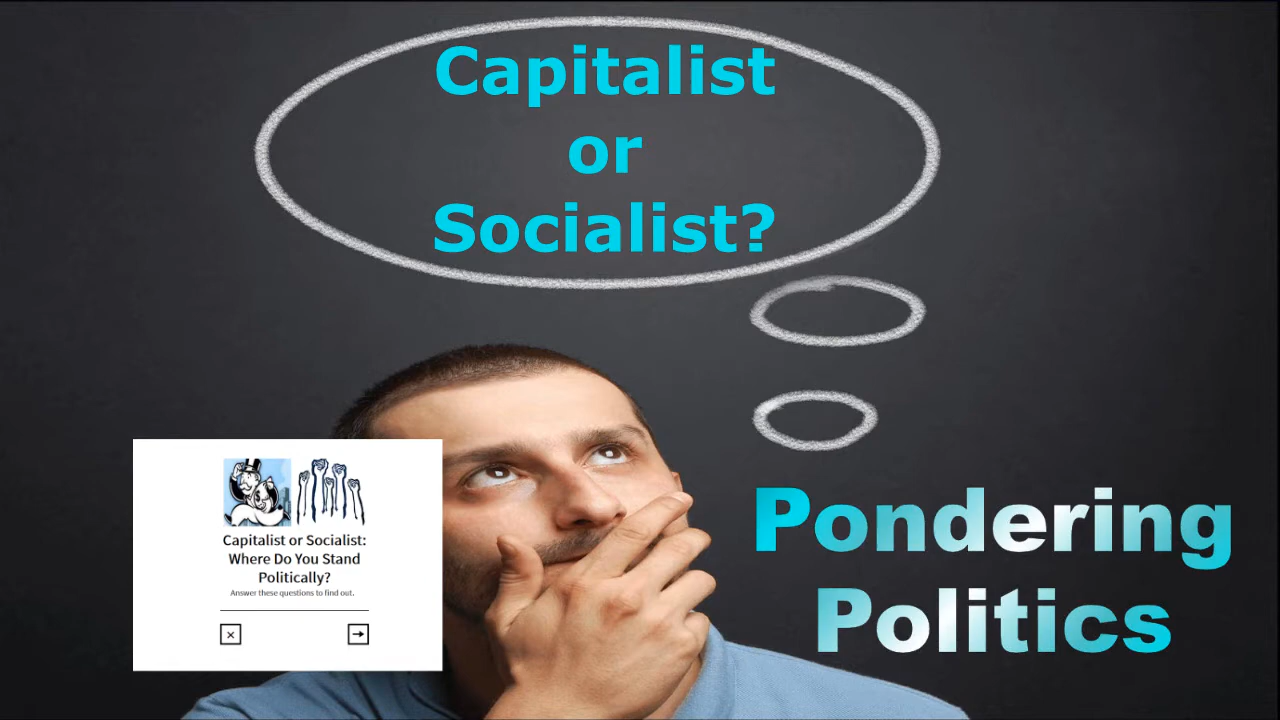 Capitalist
or
Socialist?
Capitalist or Socialist:
Where Do You Stand
Politically?
Answer these questions to find out.
Pondering
Politics